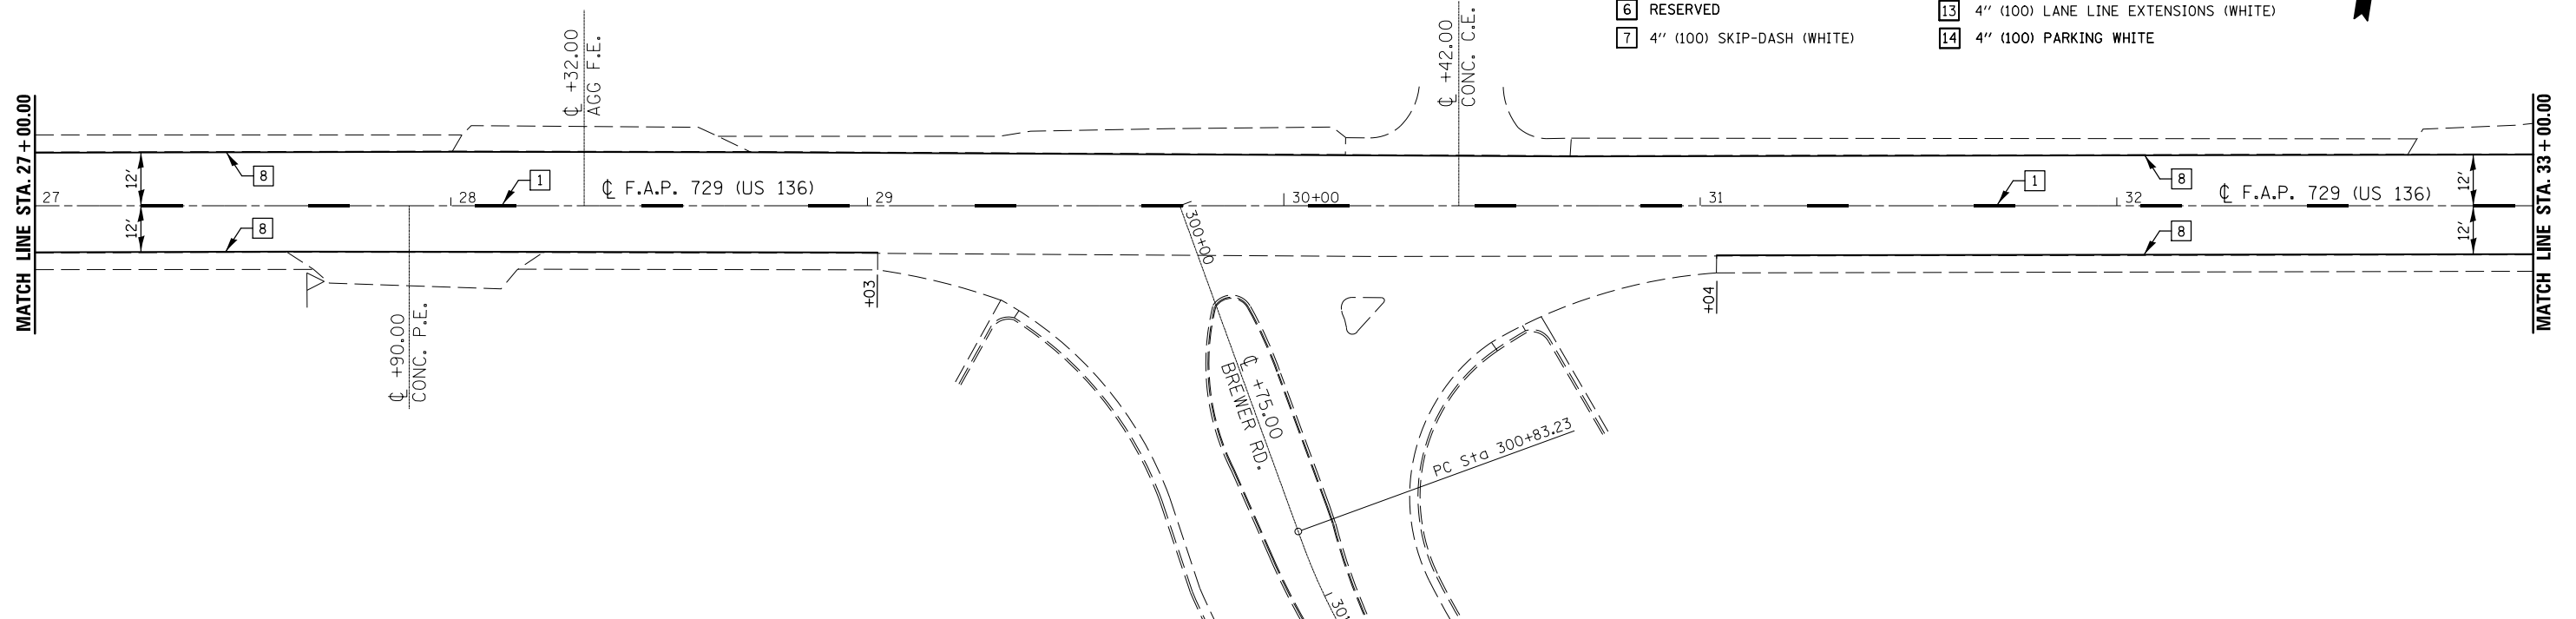 6 RESERVED
13 4" (100) LANE LINE EXTENSIONS (WHITE)
7 4" (100) SKIP-DASH (WHITE)
14 4" (100) PARKING WHITE
℄ +32.00
AGG F.E.
℄ +42.00
CONC. C.E.
MATCH LINE STA. 27+00.00
MATCH LINE STA. 33+00.00
12'
8
1
℄ F.A.P. 729 (US 136)
8
12'
27
28
29
30+00
31
1
32
℄ F.A.P. 729 (US 136)
12'
8
300+00
8
12'
℄ +90.00
CONC. P.E.
+03
+04
℄ +75.00
BREWER RD.
PC Sta 300+83.23